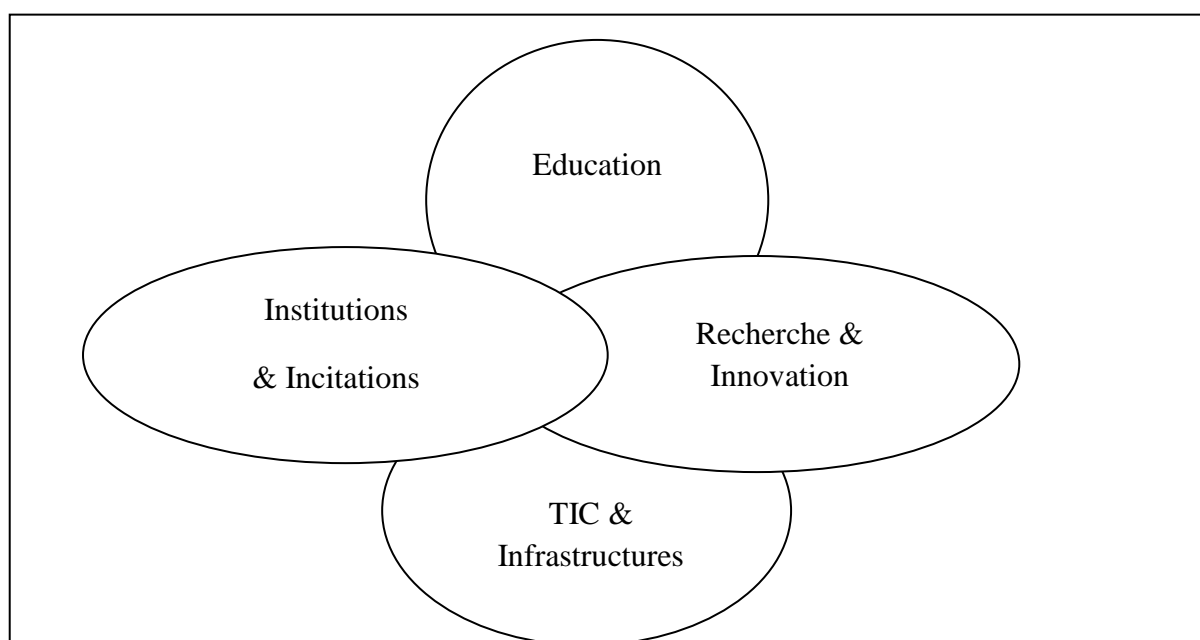 Education
Institutions
& Incitations
Recherche &
Innovation
TIC &
Infrastructures